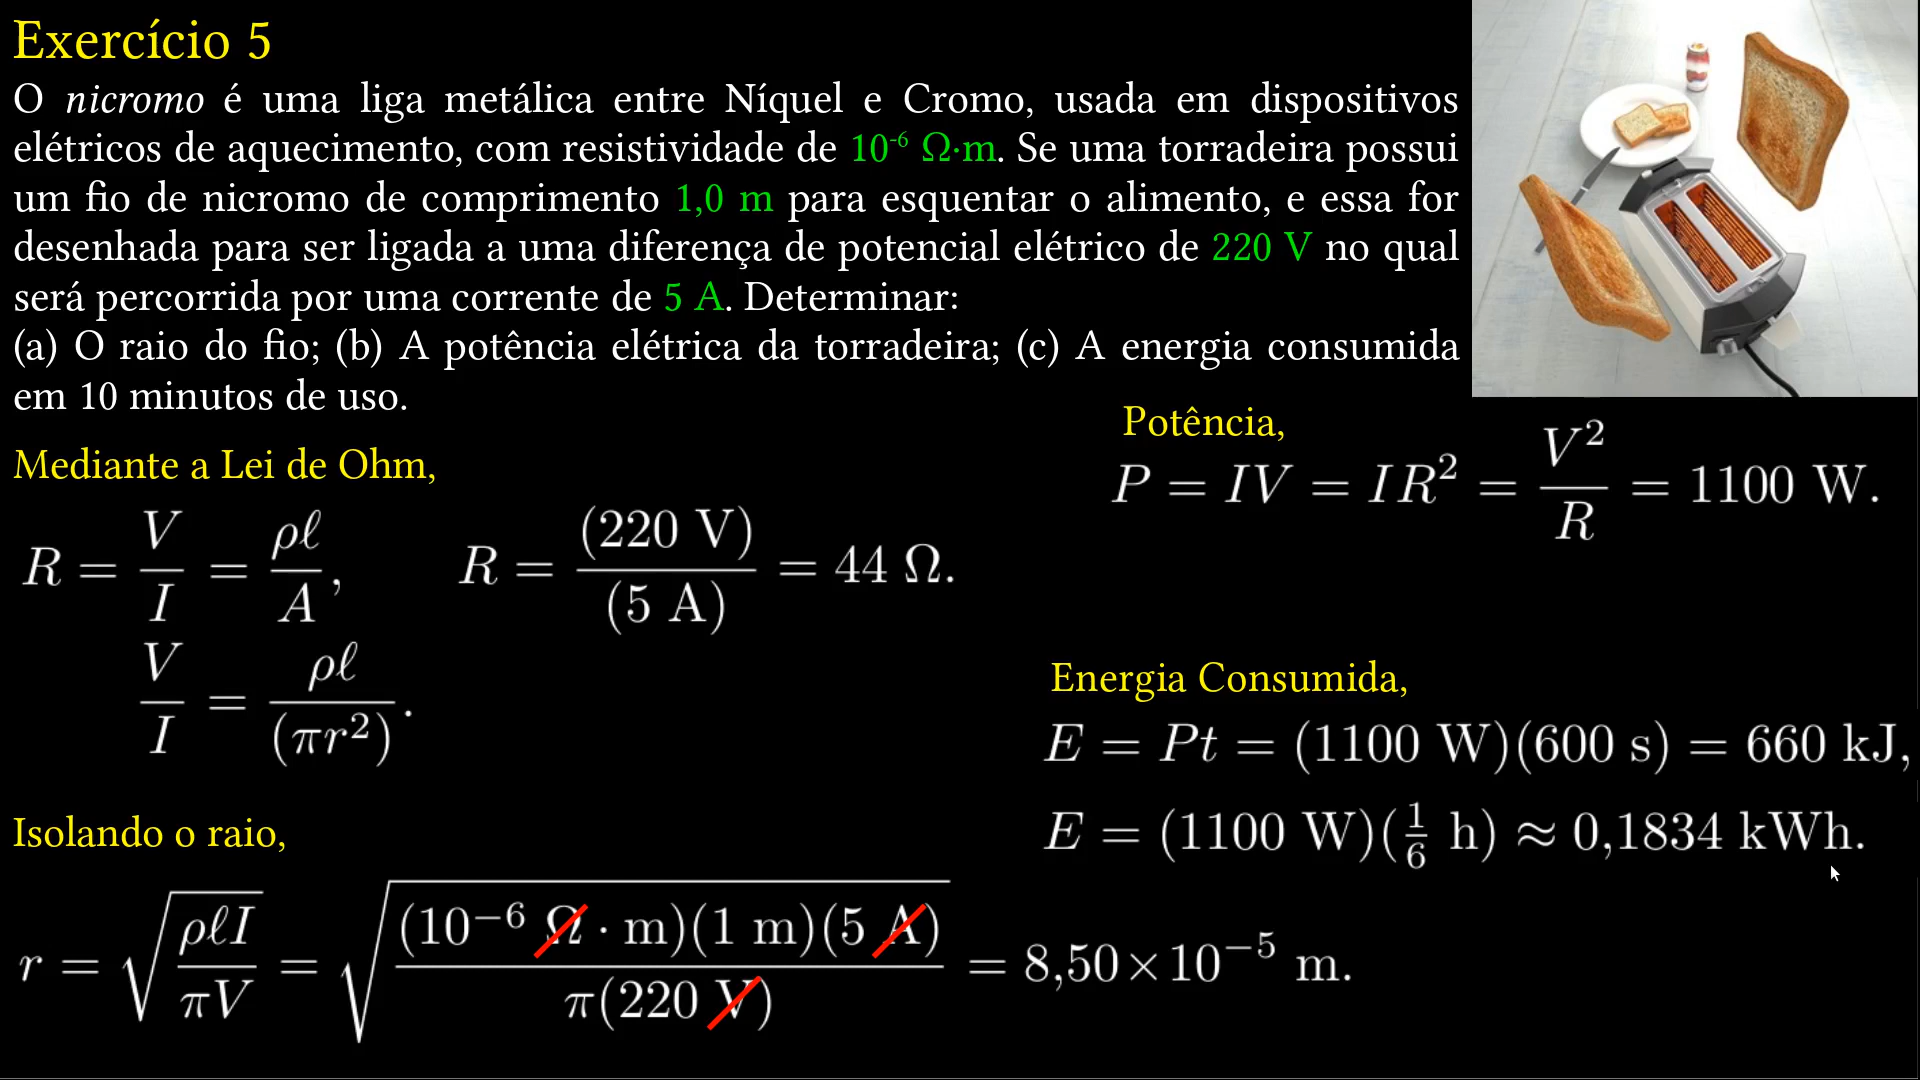 Exercício 5
O nicromo é uma liga metálica entre Níquel e Cromo, usada em dispositivos
elétricos de aquecimento, com resistividade de 10⁻⁶ Ω·m. Se uma torradeira possui
um fio de nicromo de comprimento 1,0 m para esquentar o alimento, e essa for
desenhada para ser ligada a uma diferença de potencial elétrico de 220 V no qual
será percorrida por uma corrente de 5 A. Determinar:
(a) O raio do fio; (b) A potência elétrica da torradeira; (c) A energia consumida
em 10 minutos de uso.
Mediante a Lei de Ohm,
R = V/I = ρℓ/A,
R = (220 V)/(5 A) = 44 Ω.
V/I = ρℓ/(πr²).
Isolando o raio,
r = √(ρℓI/πV) = √((10⁻⁶ Ω · m)(1 m)(5 A)/π(220 V)) = 8,50×10⁻⁵ m.
Potência,
P = IV = IR² = V²/R = 1100 W.
Energia Consumida,
E = Pt = (1100 W)(600 s) = 660 kJ,
E = (1100 W)(1/6 h) ≈ 0,1834 kWh.